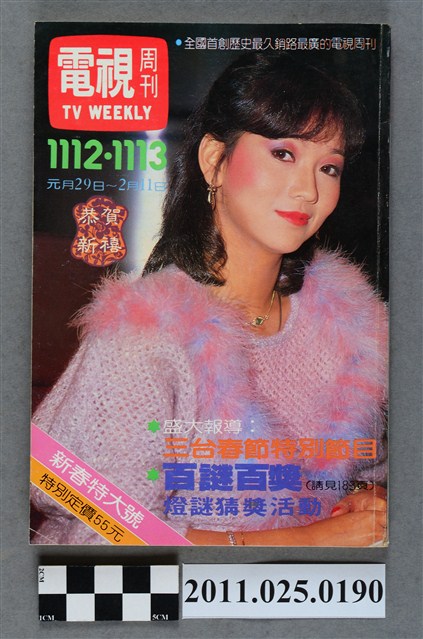 •全國首創歷史最久銷路最廣的電視周刊
電視周刊
TV WEEKLY
1112•1113
元月29日～2月11日
恭賀
新禧
＊盛大報導：
三台春節特別節目
＊百謎百獎(請見183頁)
燈謎猜獎活動
新春特大號
特別定價55元
2CM
1CM
5CM
2011.025.0190